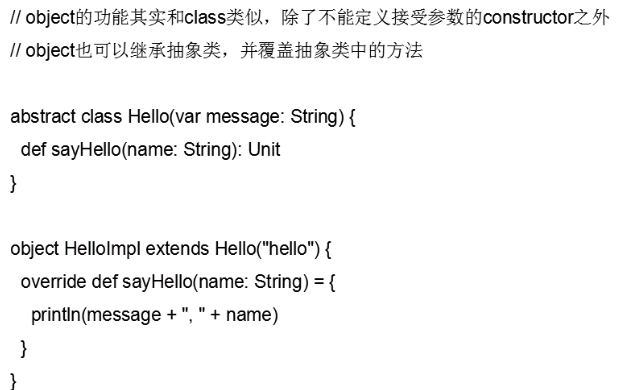 // object的功能其实和class类似，除了不能定义接受参数的constructor之外
// object也可以继承抽象类，并覆盖抽象类中的方法
abstract class Hello(var message: String) {
  def sayHello(name: String): Unit
}
object HelloImpl extends Hello("hello") {
  override def sayHello(name: String) = {
    println(message + ", " + name)
  }
}